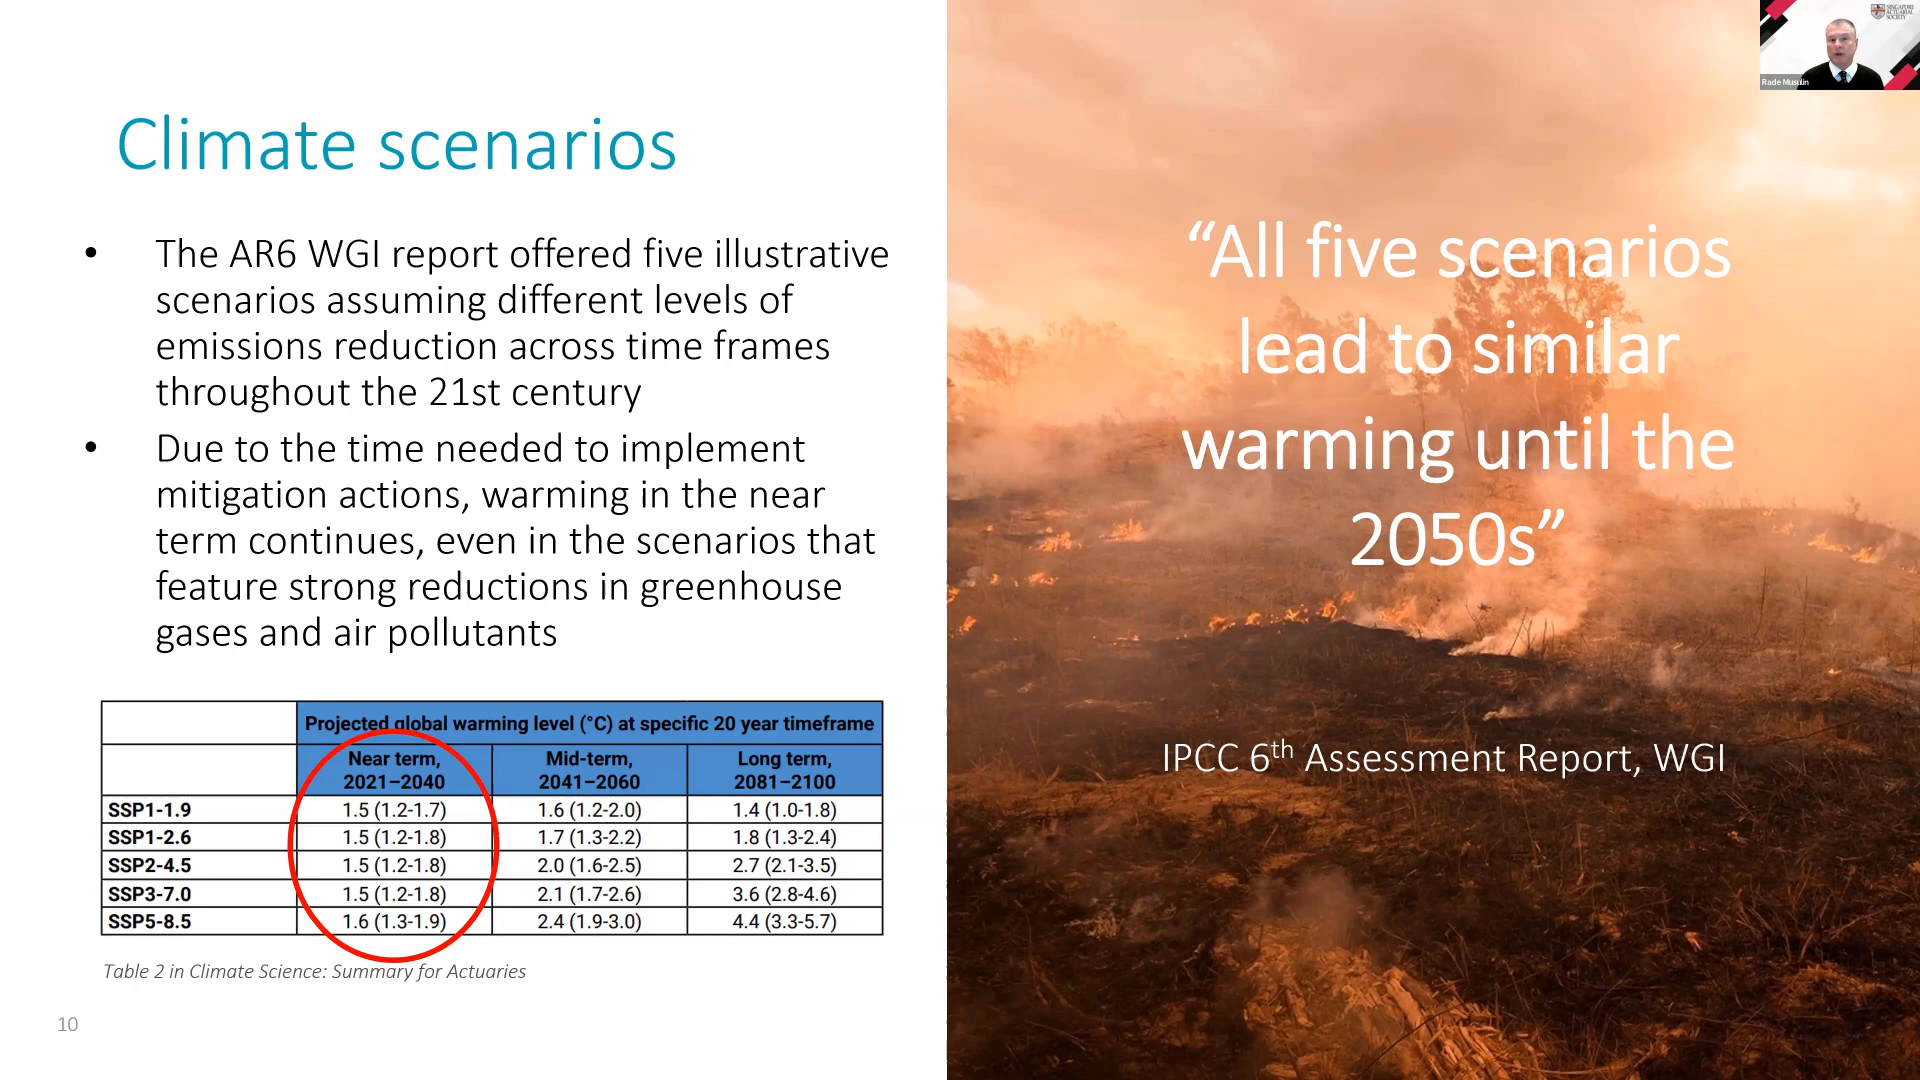 Climate scenarios
• The AR6 WGI report offered five illustrative
scenarios assuming different levels of
emissions reduction across time frames
throughout the 21st century
• Due to the time needed to implement
mitigation actions, warming in the near
term continues, even in the scenarios that
feature strong reductions in greenhouse
gases and air pollutants
Projected global warming level (°C) at specific 20 year timeframe
Near term, Mid-term, Long term,
2021–2040 2041–2060 2081–2100
SSP1-1.9 1.5 (1.2-1.7) 1.6 (1.2-2.0) 1.4 (1.0-1.8)
SSP1-2.6 1.5 (1.2-1.8) 1.7 (1.3-2.2) 1.8 (1.3-2.4)
SSP2-4.5 1.5 (1.2-1.8) 2.0 (1.6-2.5) 2.7 (2.1-3.5)
SSP3-7.0 1.5 (1.2-1.8) 2.1 (1.7-2.6) 3.6 (2.8-4.6)
SSP5-8.5 1.6 (1.3-1.9) 2.4 (1.9-3.0) 4.4 (3.3-5.7)
Table 2 in Climate Science: Summary for Actuaries
10
“All five scenarios
lead to similar
warming until the
2050s”
IPCC 6th Assessment Report, WGI
SINGAPORE
ACTUARIAL
SOCIETY
Rade Musulin